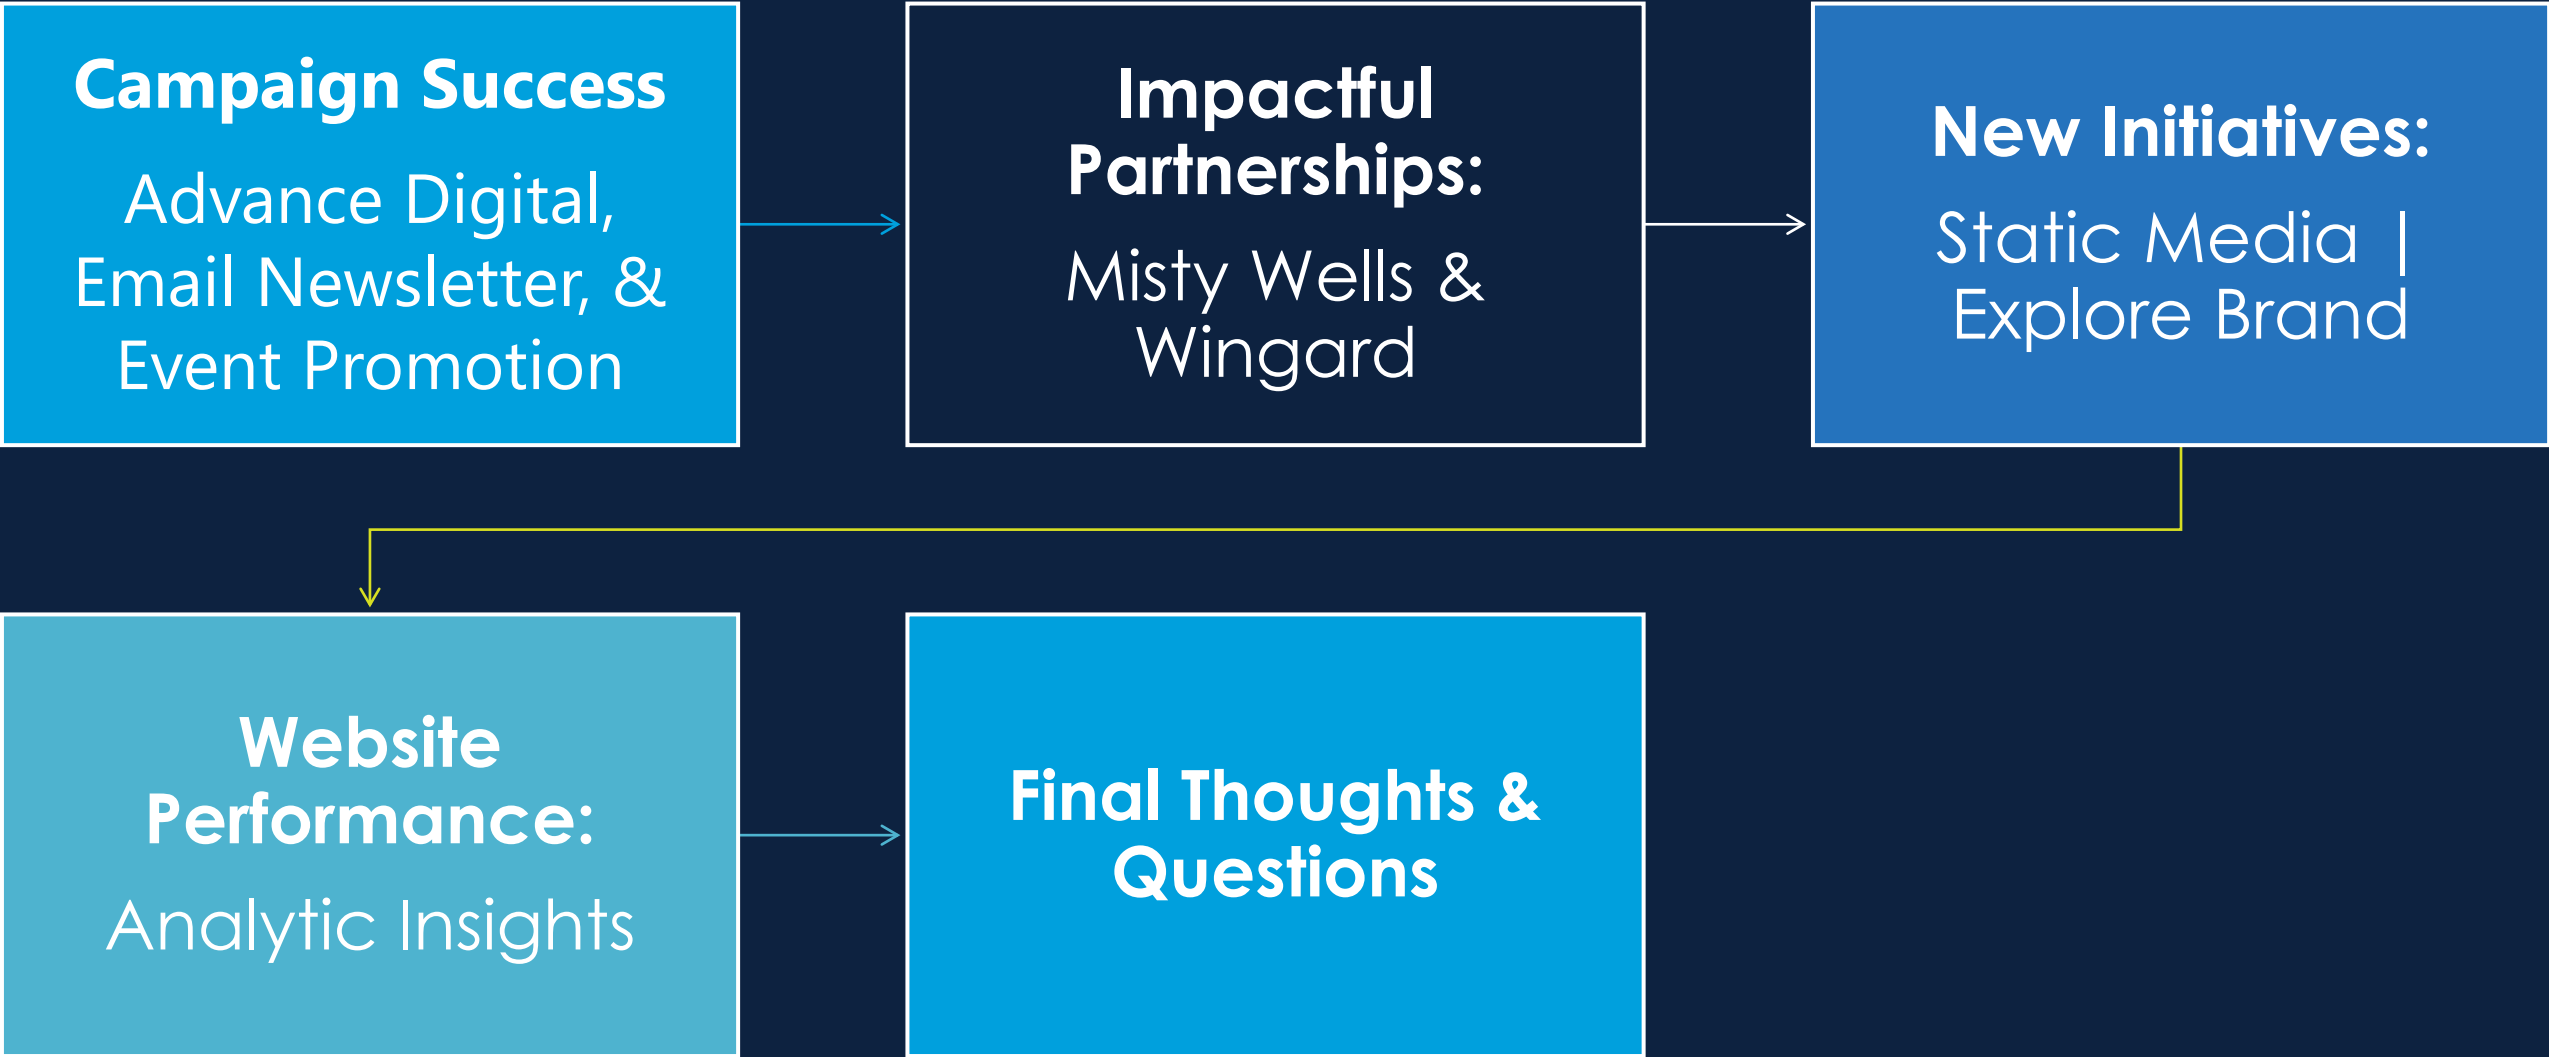 Campaign Success
Advance Digital,
Email Newsletter, &
Event Promotion
Impactful
Partnerships:
Misty Wells &
Wingard
New Initiatives:
Static Media |
Explore Brand
Website
Performance:
Analytic Insights
Final Thoughts &
Questions